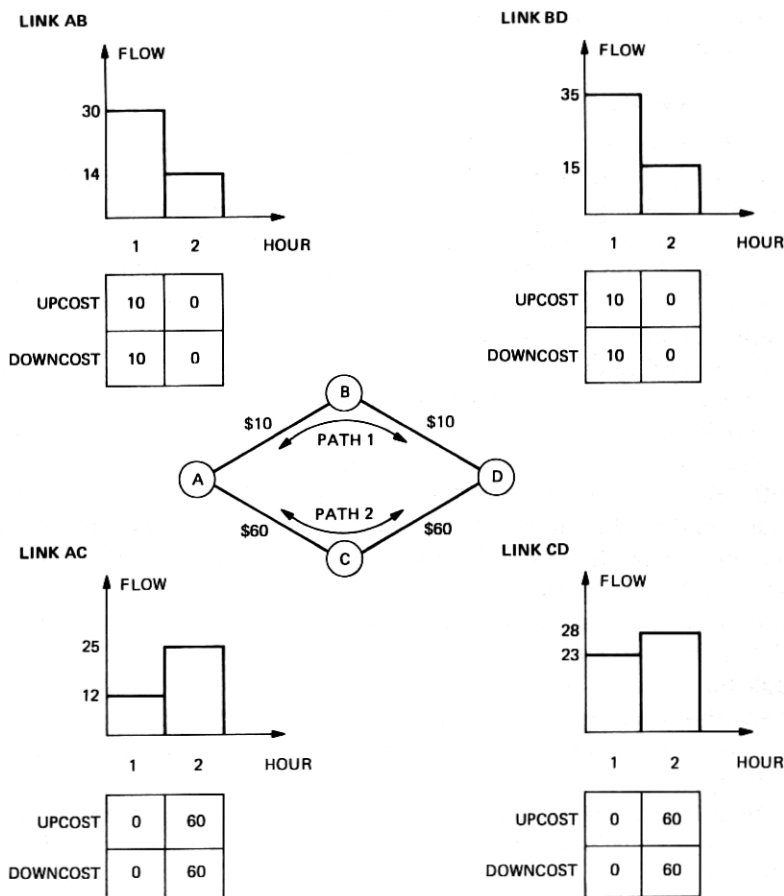 LINK AB
FLOW
30
14
1 2 HOUR
UPCOST 10 0
DOWNCOST 10 0
LINK BD
FLOW
35
15
1 2 HOUR
UPCOST 10 0
DOWNCOST 10 0
B
$10 $10
PATH 1
A D
PATH 2
$60 $60
C
LINK AC
FLOW
25
12
1 2 HOUR
UPCOST 0 60
DOWNCOST 0 60
LINK CD
FLOW
28
23
1 2 HOUR
UPCOST 0 60
DOWNCOST 0 60